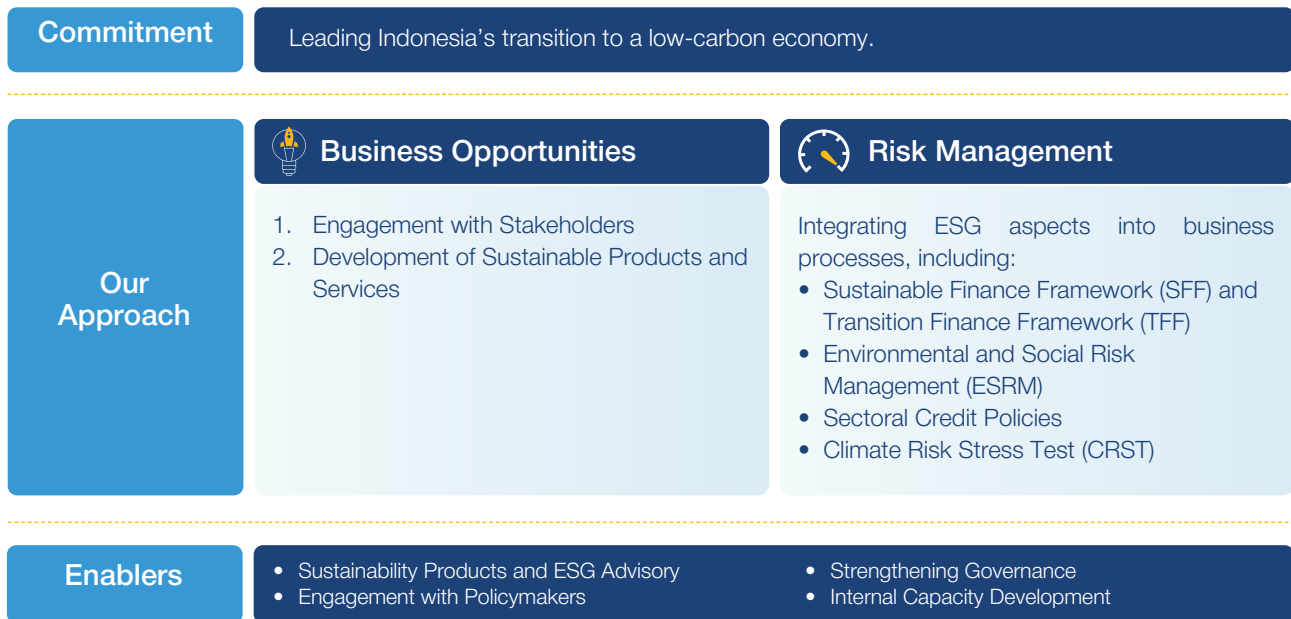 Commitment
Leading Indonesia's transition to a low-carbon economy.
Our
Approach
Business Opportunities
1. Engagement with Stakeholders
2. Development of Sustainable Products and
Services
Risk Management
Integrating ESG aspects into business
processes, including:
• Sustainable Finance Framework (SFF) and
Transition Finance Framework (TFF)
• Environmental and Social Risk
Management (ESRM)
• Sectoral Credit Policies
• Climate Risk Stress Test (CRST)
Enablers
• Sustainability Products and ESG Advisory
• Engagement with Policymakers
• Strengthening Governance
• Internal Capacity Development